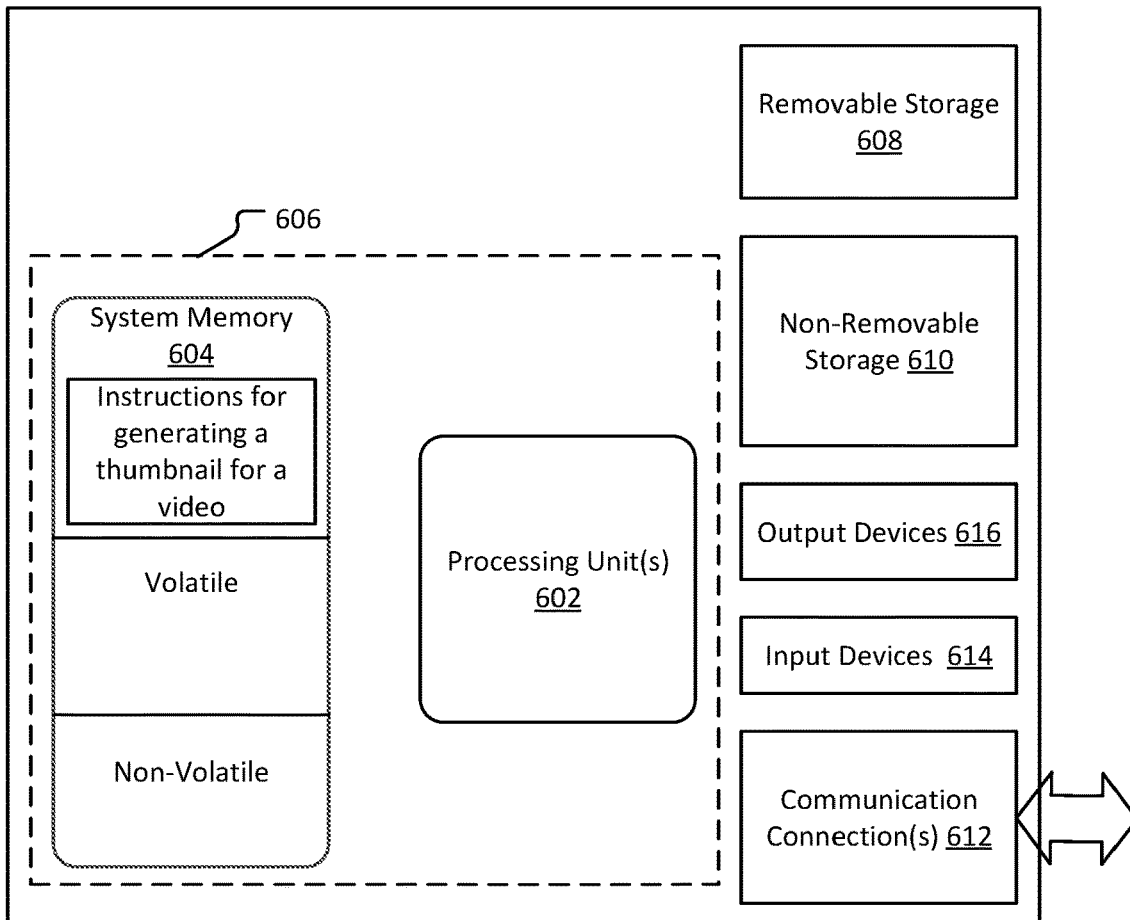 Removable Storage
608
606
System Memory
604
Instructions for
generating a
thumbnail for a
video
Volatile
Non-Volatile
Processing Unit(s)
602
Non-Removable
Storage 610
Output Devices 616
Input Devices 614
Communication
Connection(s) 612